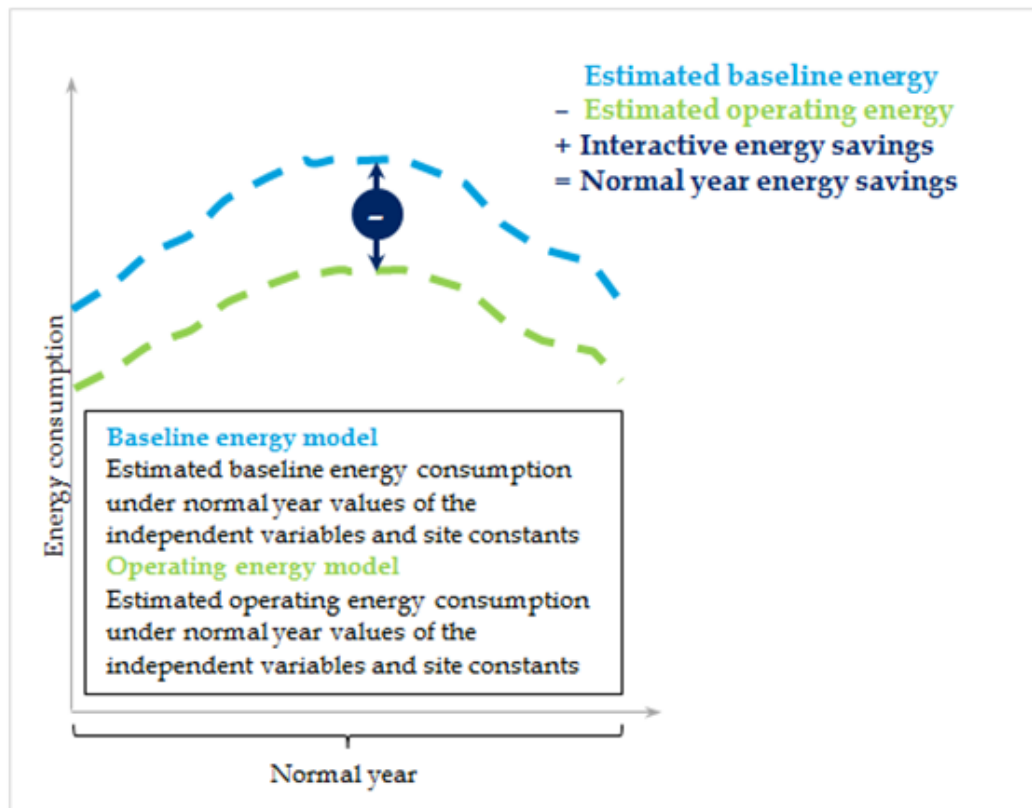 Estimated baseline energy
– Estimated operating energy
+ Interactive energy savings
= Normal year energy savings
–
Energy consumption
Baseline energy model
Estimated baseline energy consumption
under normal year values of the
independent variables and site constants
Operating energy model
Estimated operating energy consumption
under normal year values of the
independent variables and site constants
Normal year